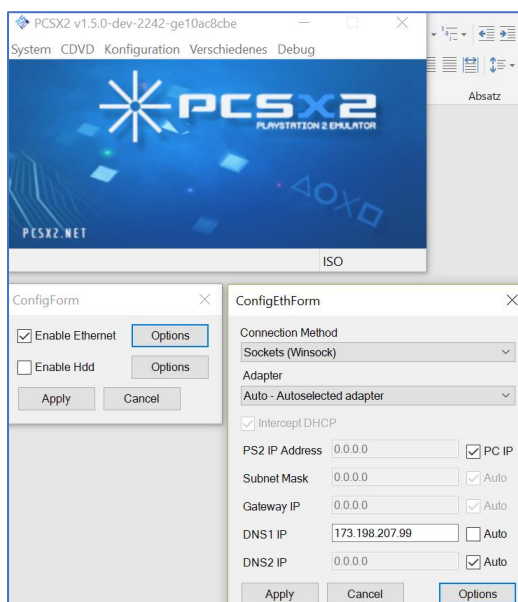 PCSX2 v1.5.0-dev-2242-ge10ac8cbe
System CDVD Konfiguration Verschiedenes Debug
Absatz
PCSX2
PLAYSTATION 2 EMULATOR
PCSX2.NET
ISO
ConfigForm
Enable Ethernet Options
Enable Hdd Options
Apply Cancel
ConfigEthForm
Connection Method
Sockets (Winsock)
Adapter
Auto - Autoselected adapter
Intercept DHCP
PS2 IP Address 0.0.0.0 PC IP
Subnet Mask 0.0.0.0 Auto
Gateway IP 0.0.0.0 Auto
DNS1 IP 173.198.207.99 Auto
DNS2 IP 0.0.0.0 Auto
Apply Cancel Options